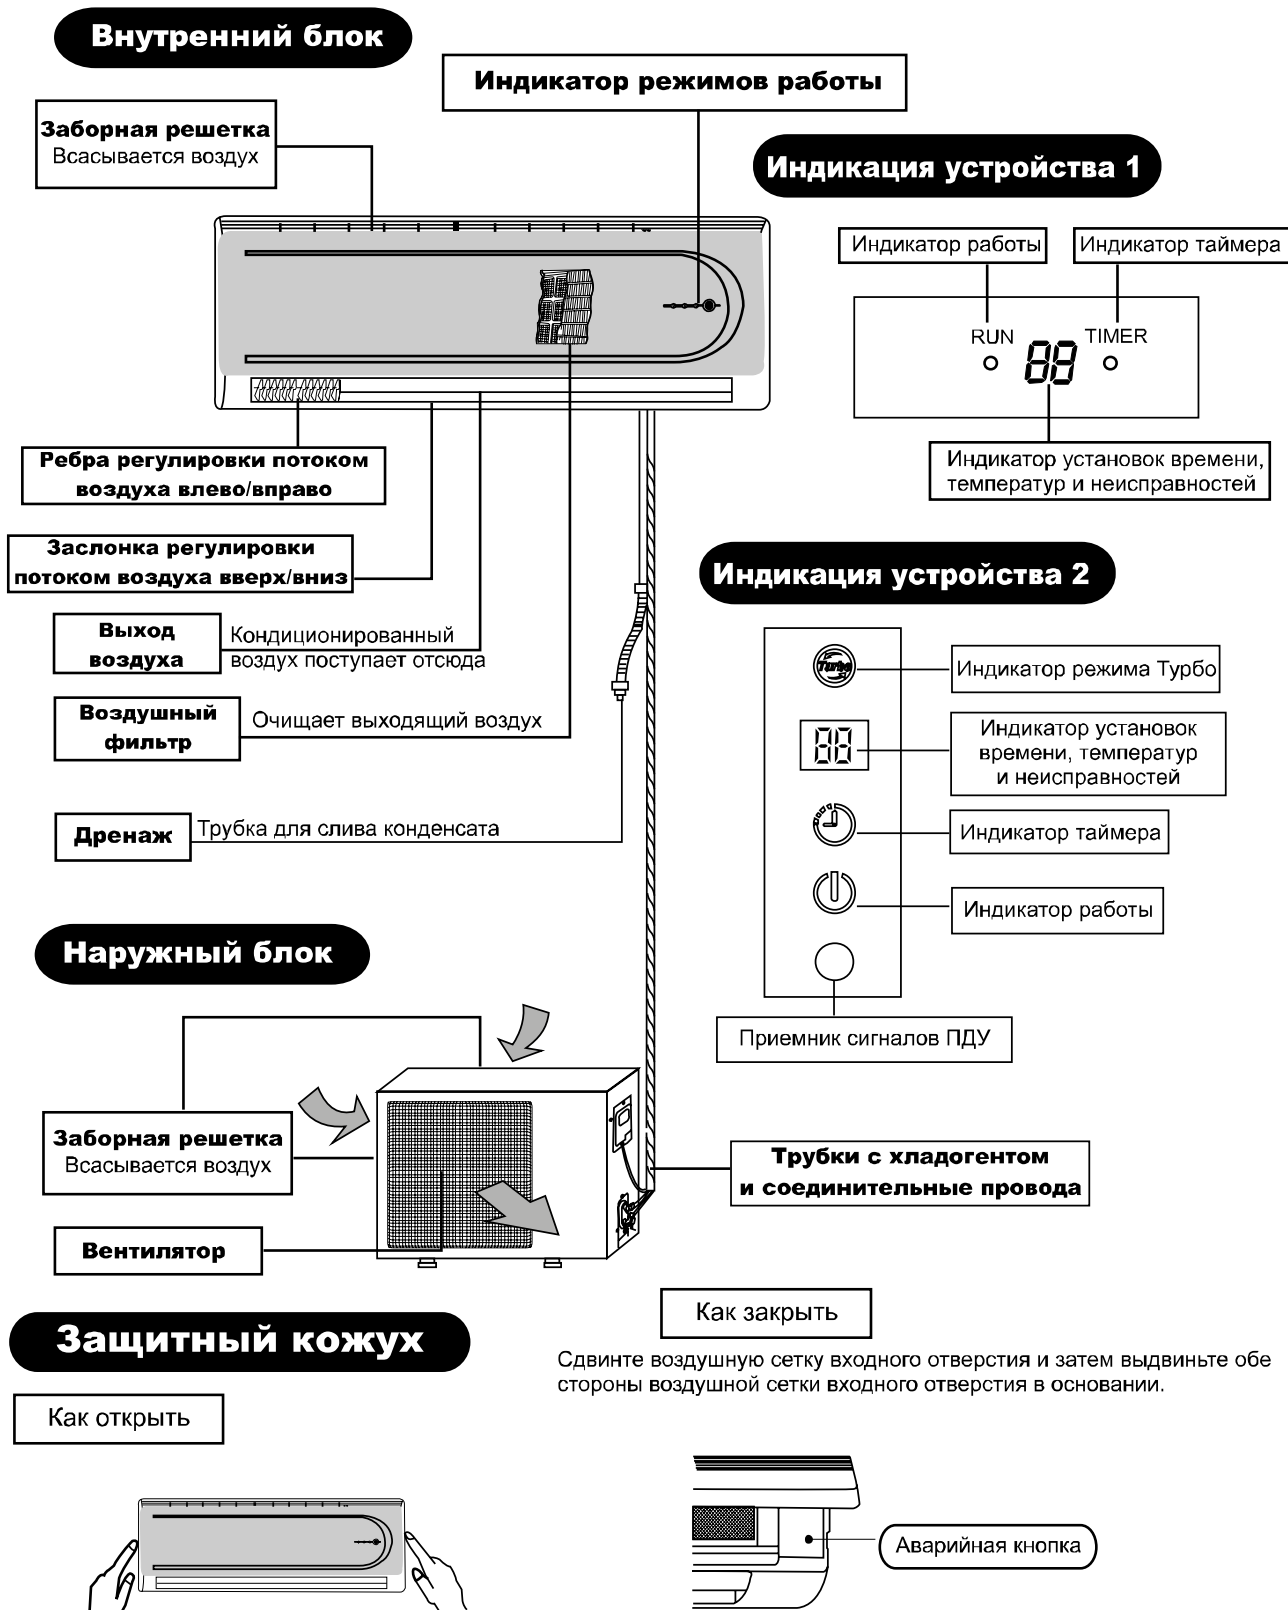 Внутренний блок
Индикатор режимов работы
Заборная решетка
Всасывается воздух
Индикация устройства 1
Индикатор работы
Индикатор таймера
RUN
88
TIMER
Индикатор установок времени,
температур и неисправностей
Ребра регулировки потоком
воздуха влево/вправо
Заслонка регулировки
потоком воздуха вверх/вниз
Выход
воздуха
Кондиционированный
воздух поступает отсюда
Воздушный
фильтр
Очищает выходящий воздух
Дренаж
Трубка для слива конденсата
Индикация устройства 2
Turbo
Индикатор режима Турбо
88
Индикатор установок
времени, температур
и неисправностей
Индикатор таймера
Индикатор работы
Приемник сигналов ПДУ
Наружный блок
Заборная решетка
Всасывается воздух
Вентилятор
Трубки с хладогентом
и соединительные провода
Защитный кожух
Как закрыть
Сдвинте воздушную сетку входного отверстия и затем выдвиньте обе
стороны воздушной сетки входного отверстия в основании.
Как открыть
Аварийная кнопка